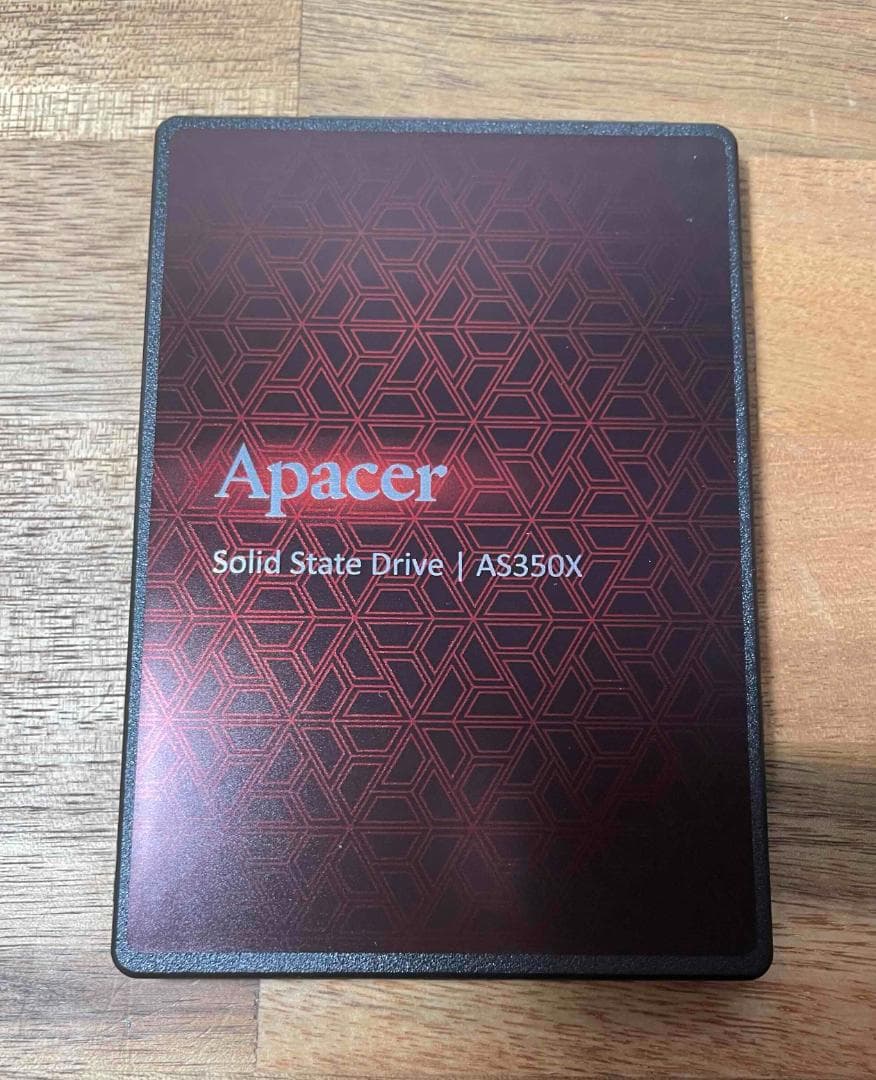 Apacer
Solid State Drive | AS350X